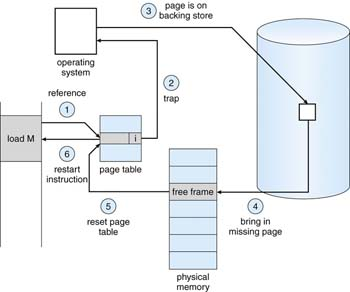 3
page is on
backing store
operating
system
2
trap
reference
1
load M
i
6
restart
instruction
page table
free frame
5
reset page
table
4
bring in
missing page
physical
memory